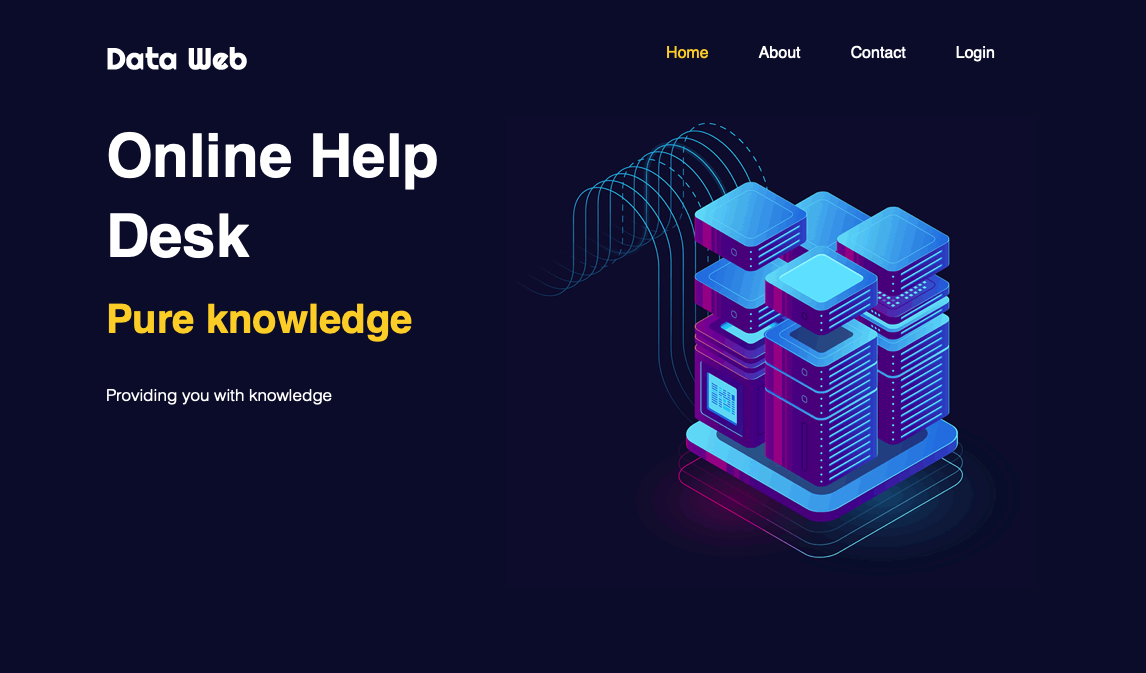 Data Web
Home
About
Contact
Login
Online Help
Desk
Pure knowledge
Providing you with knowledge